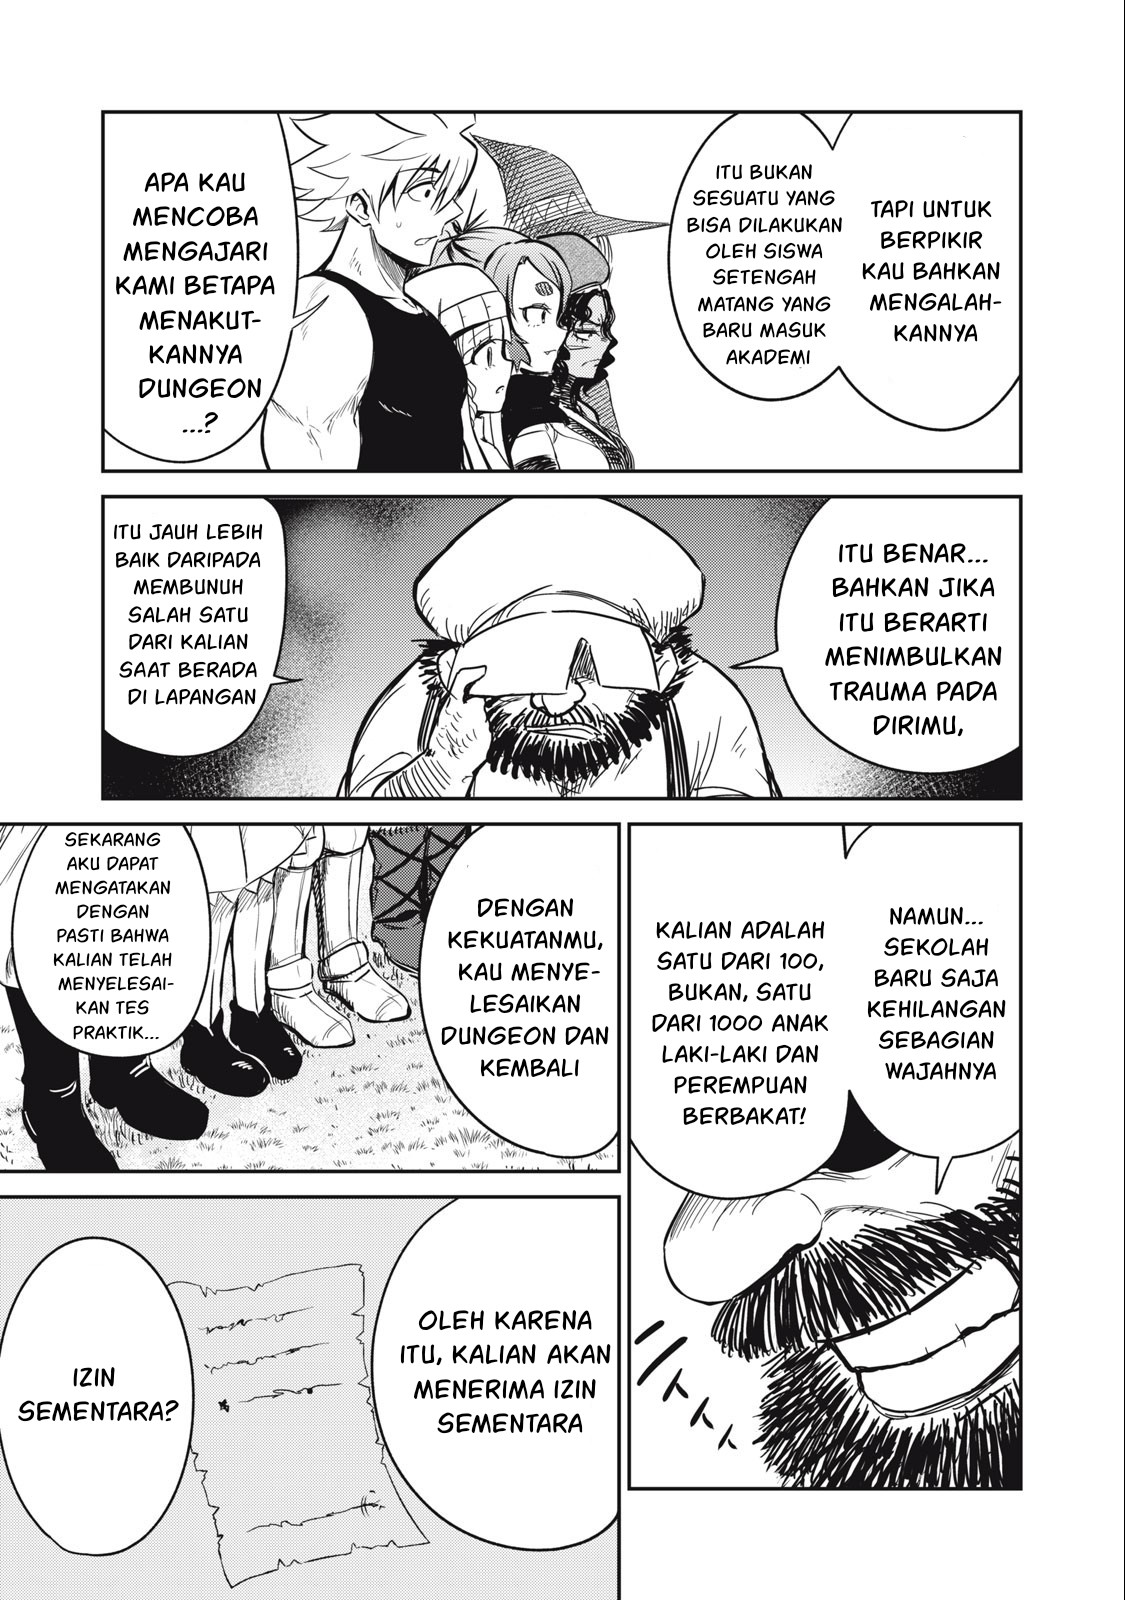 TAPI UNTUK
BERPIKIR
KAU BAHKAN
MENGALAH-
KANNYA
ITU BUKAN
SESUATU YANG
BISA DILAKUKAN
OLEH SISWA
SETENGAH
MATANG YANG
BARU MASUK
AKADEMI
APA KAU
MENCOBA
MENGAJARI
KAMI BETAPA
MENAKUT-
KANNYA
DUNGEON
...?
ITU BENAR...
BAHKAN JIKA
ITU BERARTI
MENIMBULKAN
TRAUMA PADA
DIRIMU,
ITU JAUH LEBIH
BAIK DARIPADA
MEMBUNUH
SALAH SATU
DARI KALIAN
SAAT BERADA
DI LAPANGAN
NAMUN...
SEKOLAH
BARU SAJA
KEHILANGAN
SEBAGIAN
WAJAHNYA
KALIAN ADALAH
SATU DARI 100,
BUKAN, SATU
DARI 1000 ANAK
LAKI-LAKI DAN
PEREMPUAN
BERBAKAT!
ニトトト
DENGAN
KEKUATANMU,
KAU MENYE-
LESAIKAN
DUNGEON DAN
KEMBALI
SEKARANG
AKU DAPAT
MENGATAKAN
DENGAN
PASTI BAHWA
KALIAN TELAH
MENYELESAI-
KAN TES
PRAKTIK...
OLEH KARENA
ITU, KALIAN AKAN
MENERIMA IZIN
SEMENTARA
IZIN
SEMENTARA?